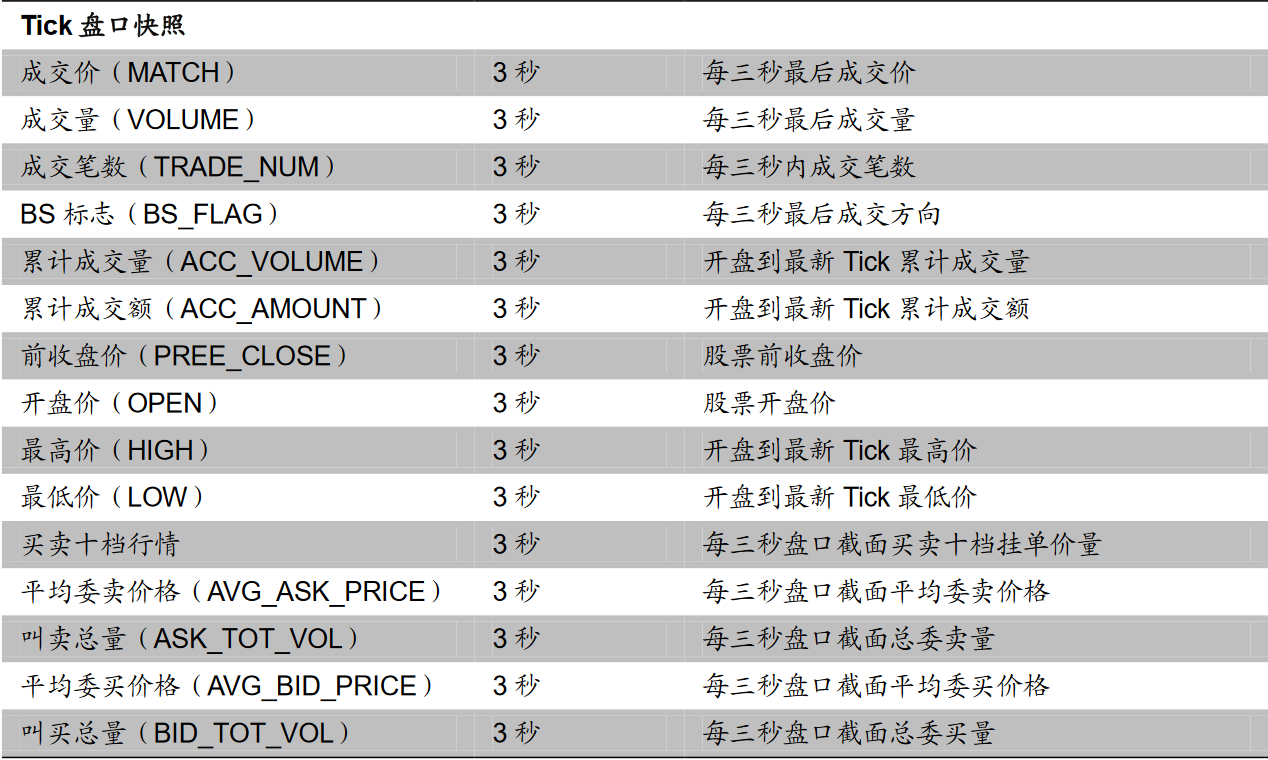 Tick 盘口快照
成交价（MATCH） 3 秒 每三秒最后成交价
成交量（VOLUME） 3 秒 每三秒最后成交量
成交笔数（TRADE_NUM） 3 秒 每三秒内成交笔数
BS 标志（BS_FLAG） 3 秒 每三秒最后成交方向
累计成交量（ACC_VOLUME） 3 秒 开盘到最新 Tick 累计成交量
累计成交额（ACC_AMOUNT） 3 秒 开盘到最新 Tick 累计成交额
前收盘价（PREE_CLOSE） 3 秒 股票前收盘价
开盘价（OPEN） 3 秒 股票开盘价
最高价（HIGH） 3 秒 开盘到最新 Tick 最高价
最低价（LOW） 3 秒 开盘到最新 Tick 最低价
买卖十档行情 3 秒 每三秒盘口截面买卖十档挂单价量
平均委卖价格（AVG_ASK_PRICE） 3 秒 每三秒盘口截面平均委卖价格
叫卖总量（ASK_TOT_VOL） 3 秒 每三秒盘口截面总委卖量
平均委买价格（AVG_BID_PRICE） 3 秒 每三秒盘口截面平均委买价格
叫买总量（BID_TOT_VOL） 3 秒 每三秒盘口截面总委买量